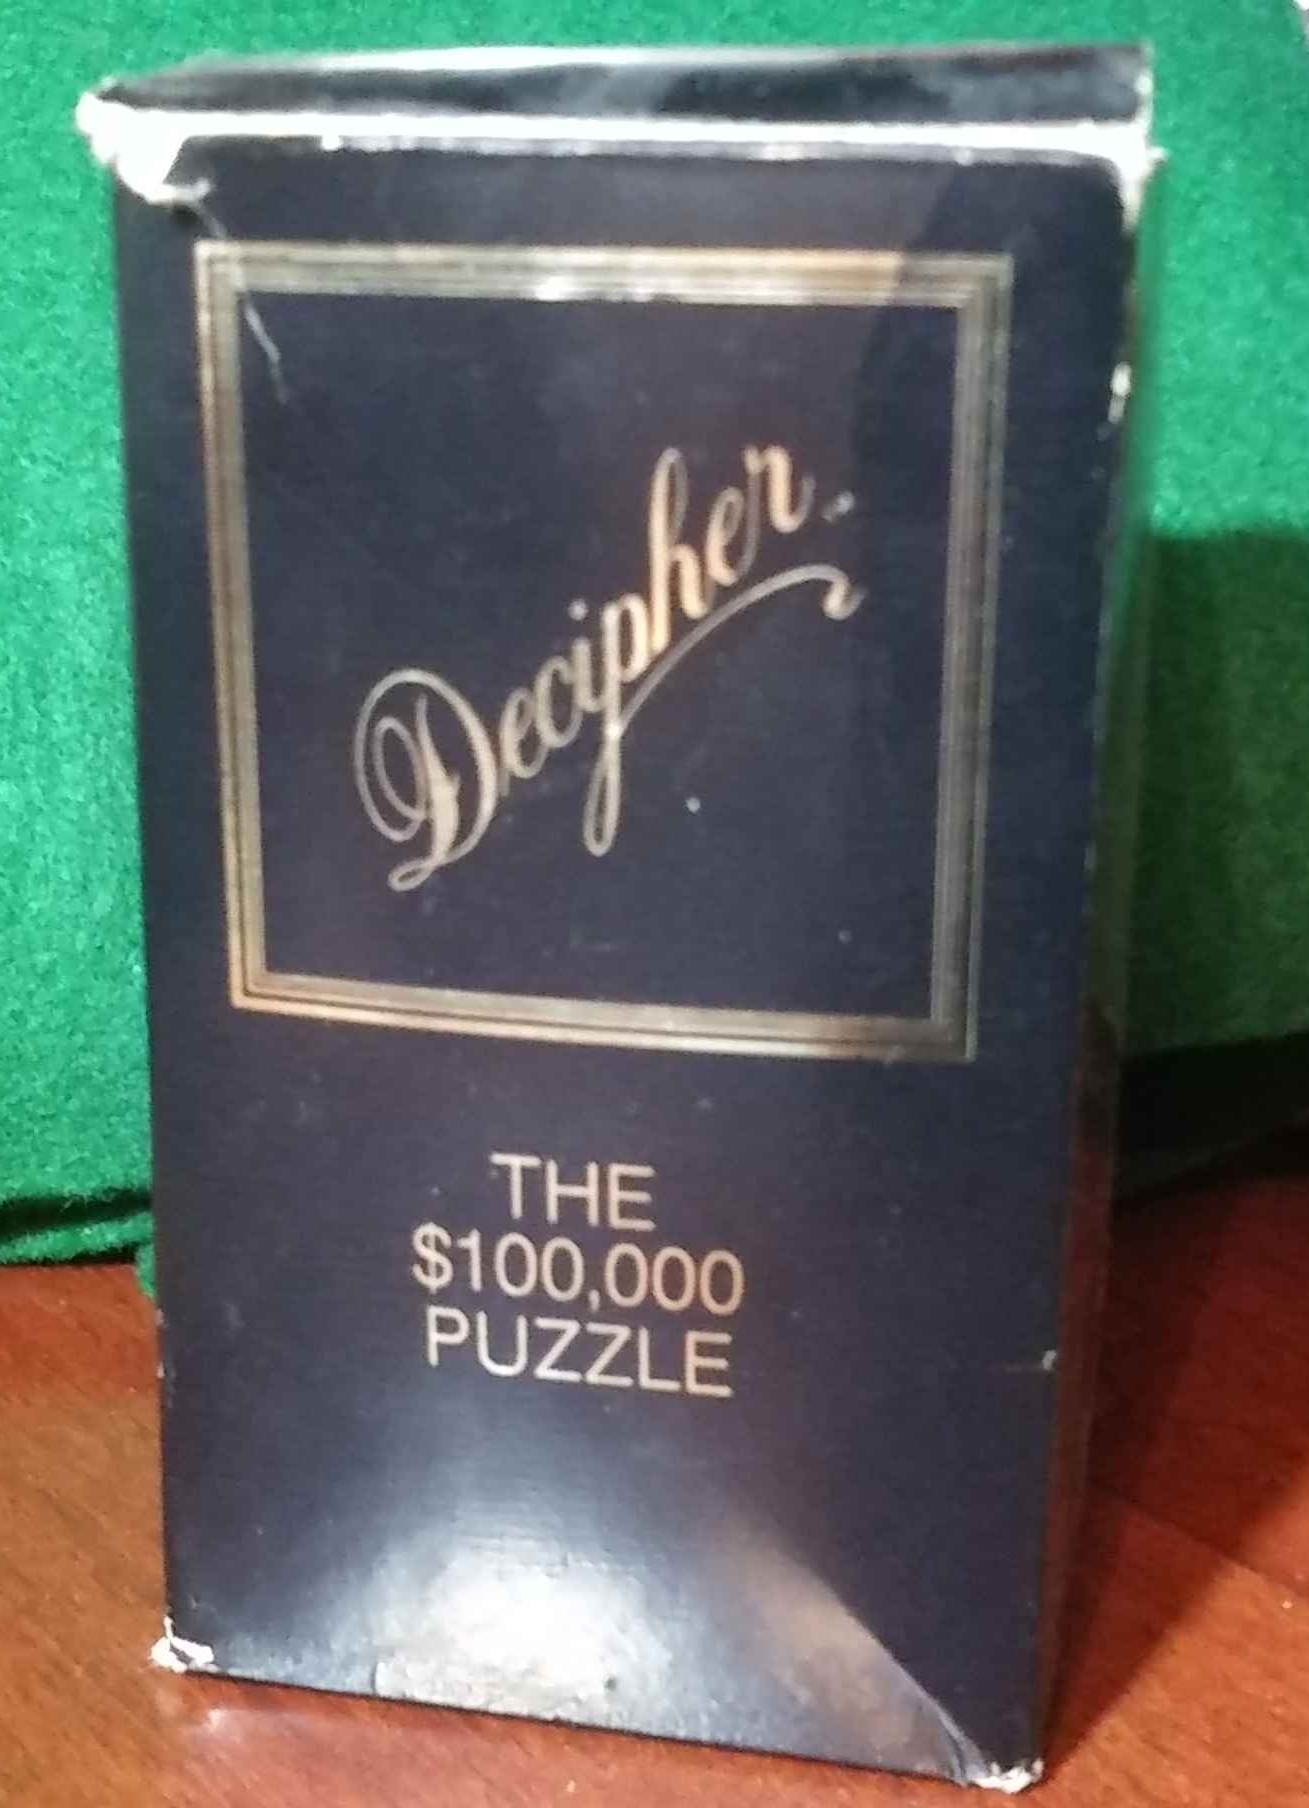 Decipher
THE
$100,000
PUZZLE